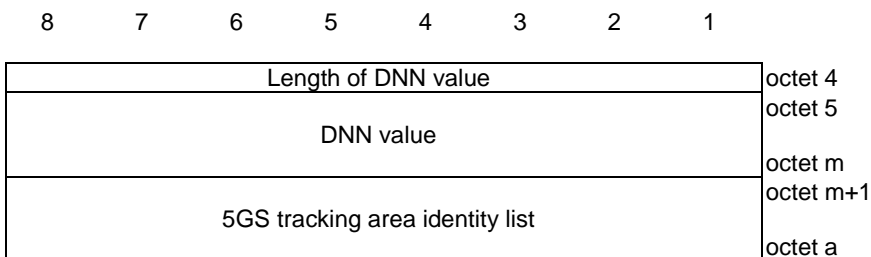 8 7 6 5 4 3 2 1
Length of DNN value octet 4
octet 5
DNN value
octet m
octet m+1
5GS tracking area identity list
octet a